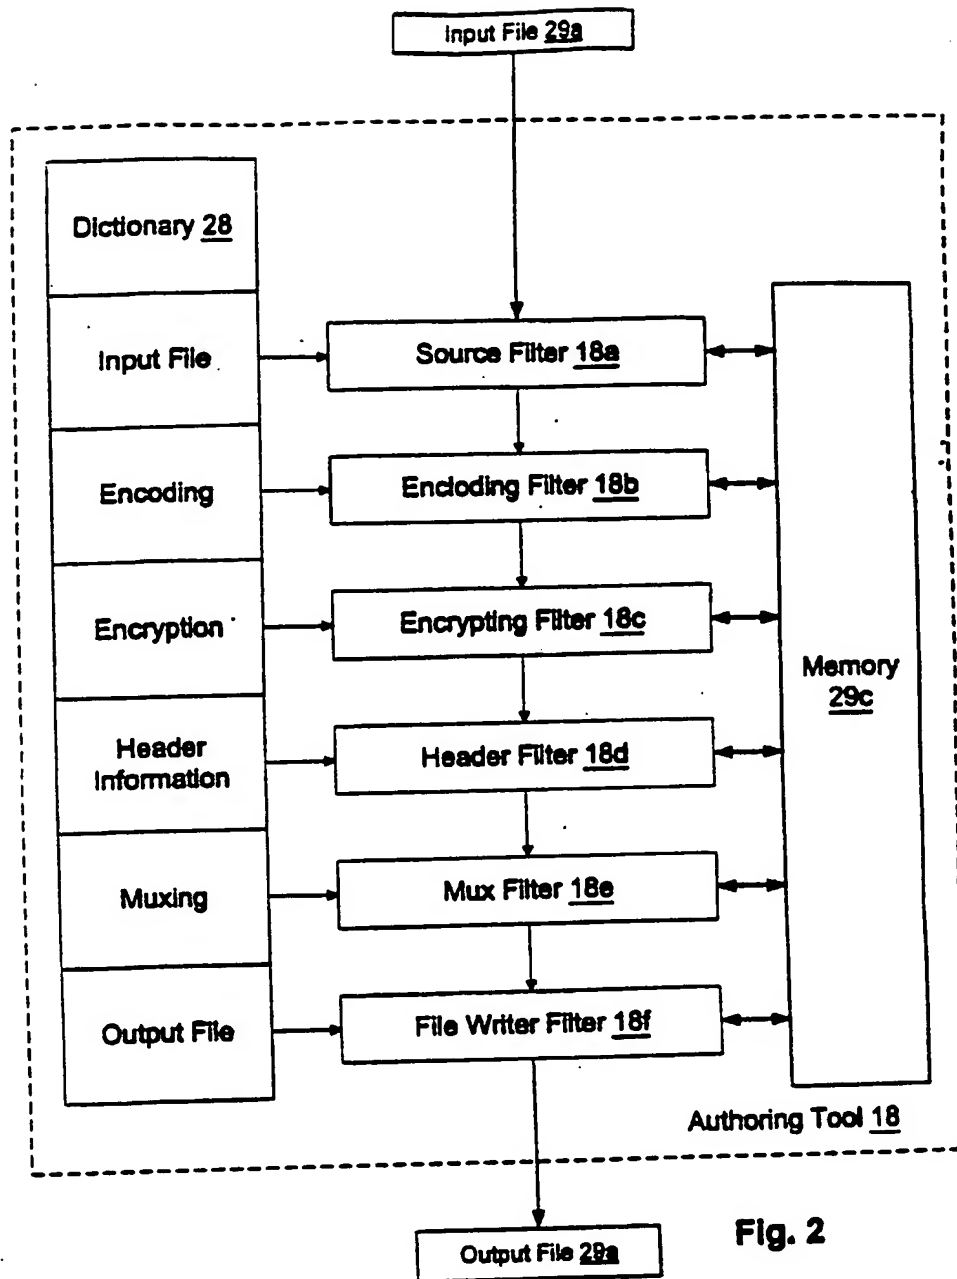 Input File 29a
Dictionary 28
Input File
Source Filter 18a
Encoding
Encloding Filter 18b
Encryption
Encrypting Filter 18c
Memory
29c
Header
Information
Header Filter 18d
Muxing
Mux Filter 18e
Output File
File Writer Filter 18f
Authoring Tool 18
Output File 29a
Fig. 2